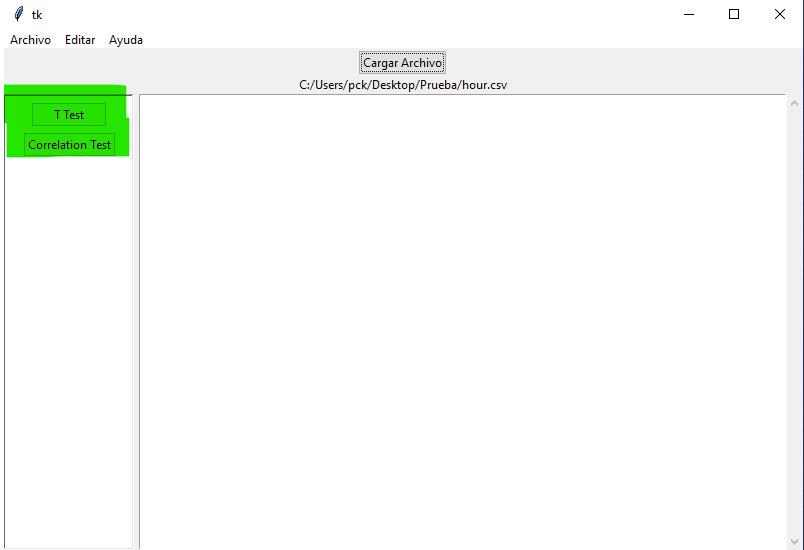 tk
Archivo Editar Ayuda
Cargar Archivo
C:/Users/pck/Desktop/Prueba/hour.csv
T Test
Correlation Test